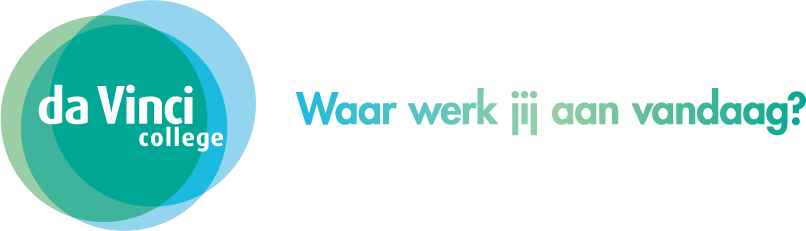 da Vinci
college
Waar werk jij aan vandaag?